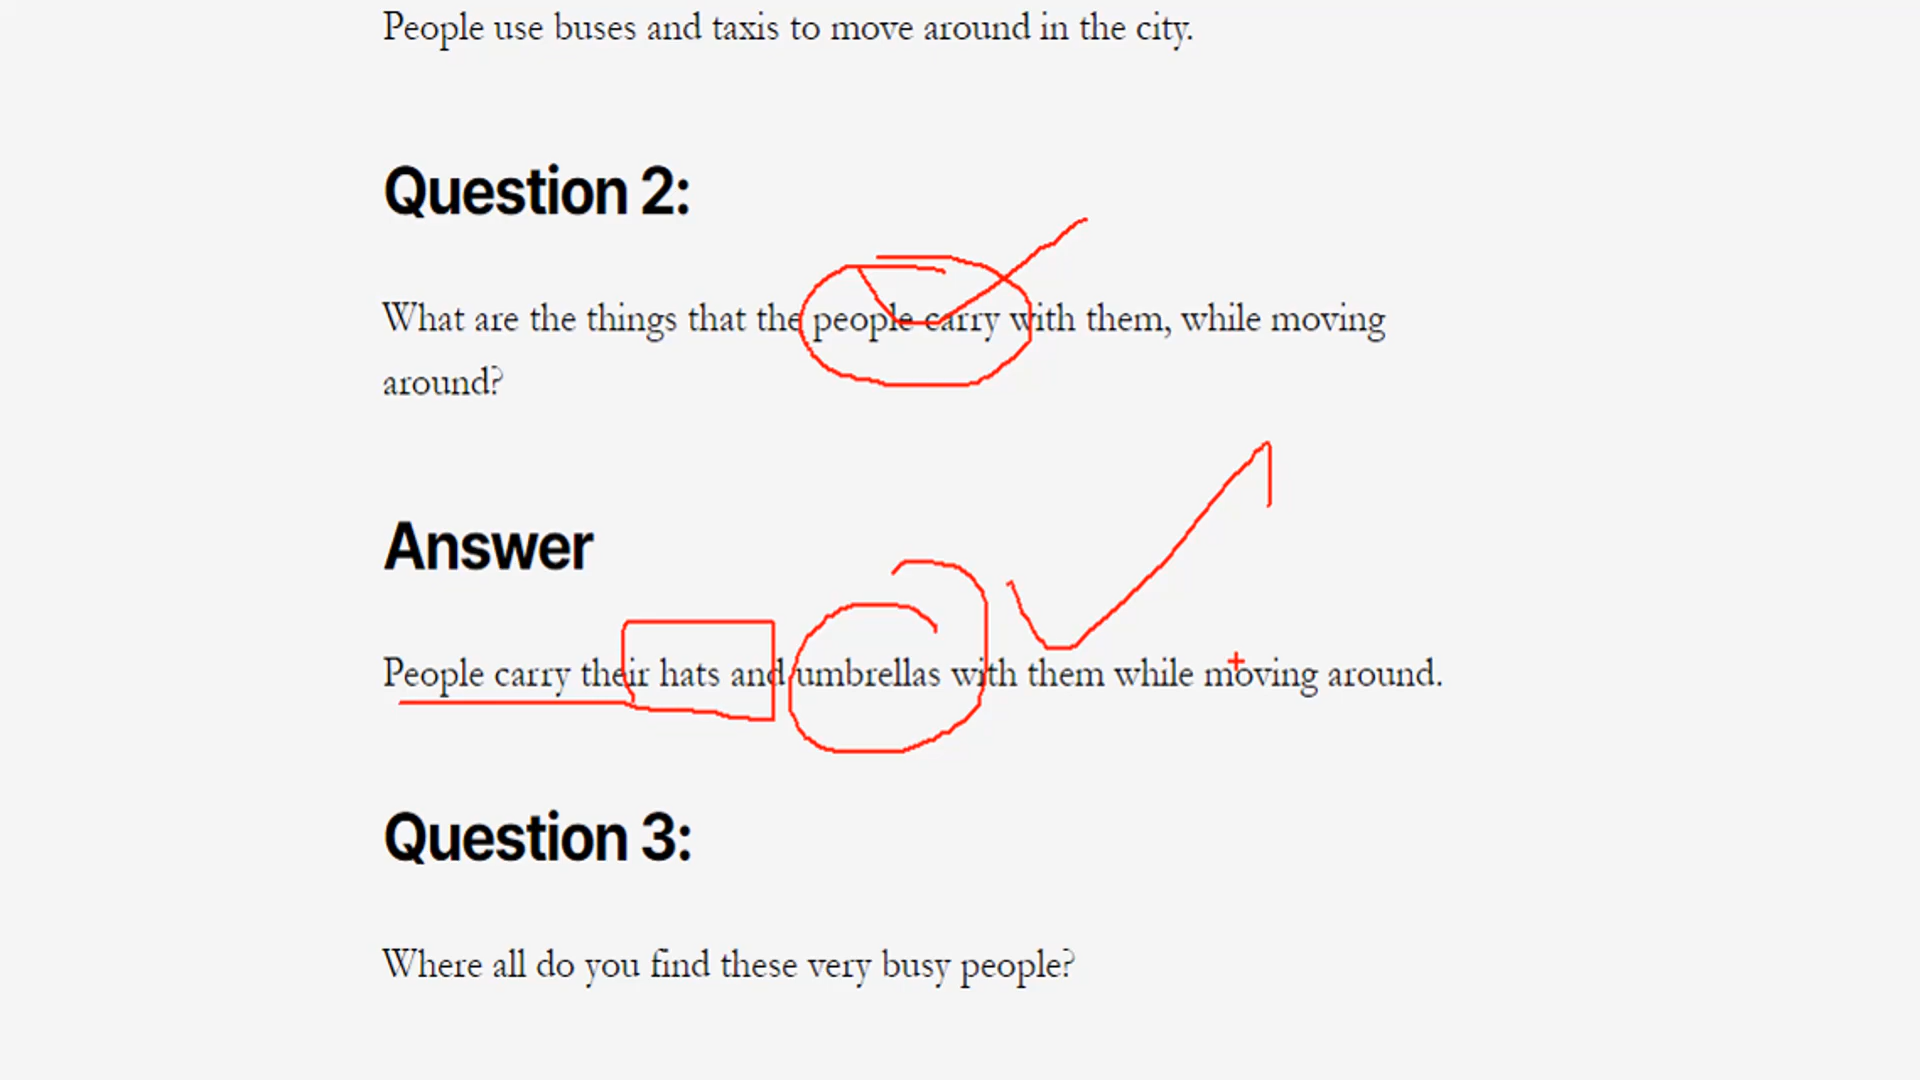 People use buses and taxis to move around in the city.
Question 2:
What are the things that the people carry with them, while moving
around?
Answer
People carry their hats and umbrellas with them while moving around.
Question 3:
Where all do you find these very busy people?